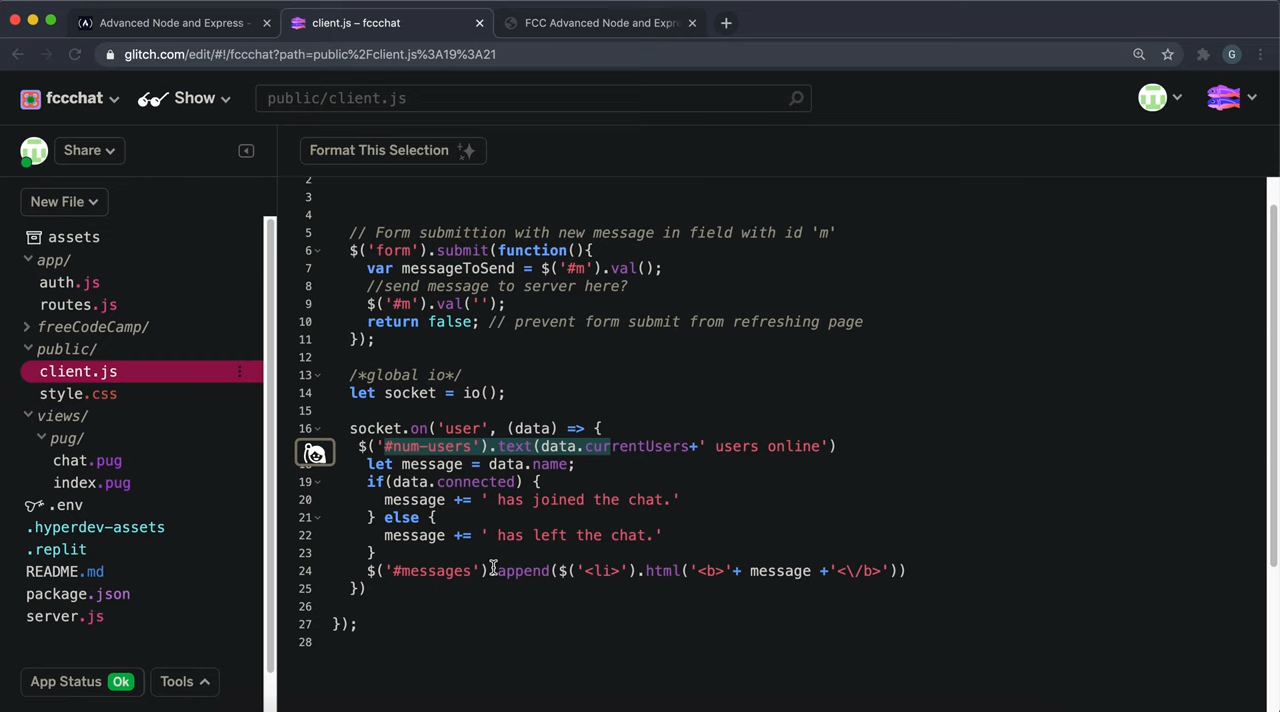 Advanced Node and Express -
client.js – fccchat
FCC Advanced Node and Expre
glitch.com/edit/#!/fccchat?path=public%2Fclient.js%3A19%3A21
G
fccchat
Show
public/client.js
Share
Format This Selection
New File
assets
app/
auth.js
routes.js
freeCodeCamp/
public/
client.js
style.css
views/
pug/
chat.pug
index.pug
.env
.hyperdev-assets
.replit
README.md
package.json
server.js
App Status Ok
Tools
2
3
4
5 // Form submittion with new message in field with id 'm'
6 $('form').submit(function(){
7 var messageToSend = $('#m').val();
8 //send message to server here?
9 $('#m').val('');
10 return false; // prevent form submit from refreshing page
11 });
12
13 /*global io*/
14 let socket = io();
15
16 socket.on('user', (data) => {
$('#num-users').text(data.currentUsers+' users online')
let message = data.name;
19 if(data.connected) {
20 message += ' has joined the chat.'
21 } else {
22 message += ' has left the chat.'
23 }
24 $('#messages').append($('<li>').html('<b>'+ message +'<\/b>'))
25 })
26
27 });
28